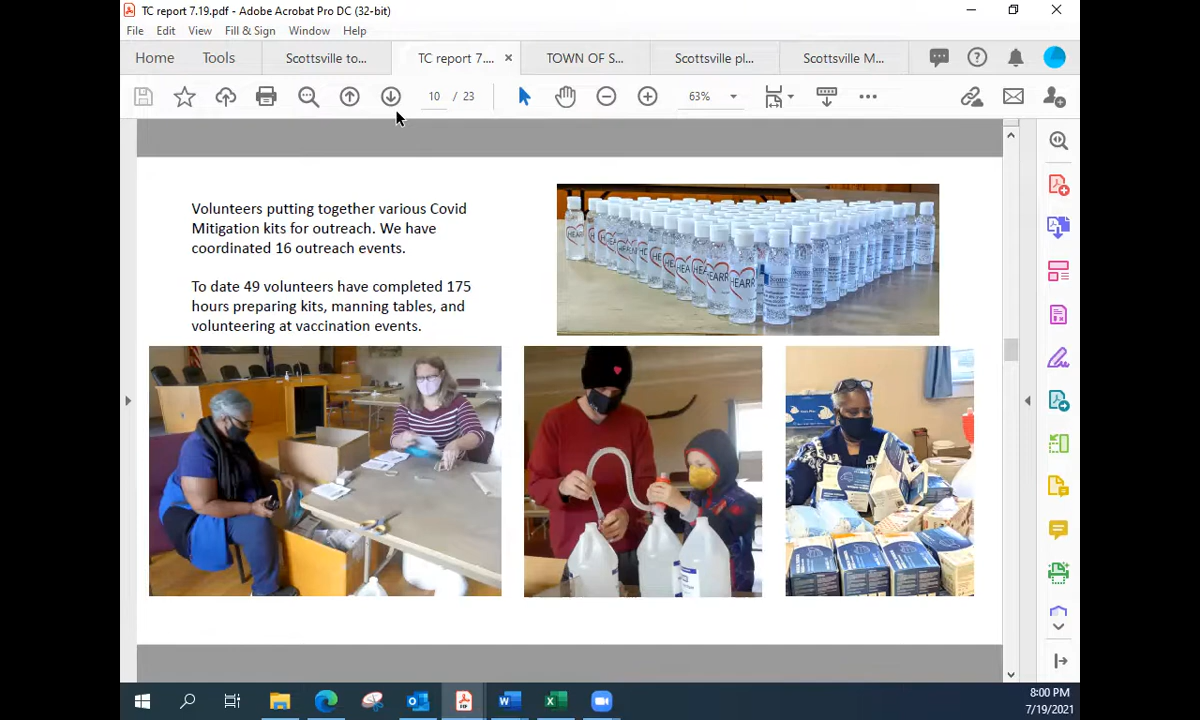 TC report 7.19.pdf - Adobe Acrobat Pro DC (32-bit)
File Edit View Fill & Sign Window Help
Home Tools Scottsville to... TC report 7.... TOWN OF S... Scottsville pl... Scottsville M...
10 / 23 63%
Volunteers putting together various Covid
Mitigation kits for outreach. We have
coordinated 16 outreach events.
To date 49 volunteers have completed 175
hours preparing kits, manning tables, and
volunteering at vaccination events.
HEARR
8:00 PM
7/19/2021